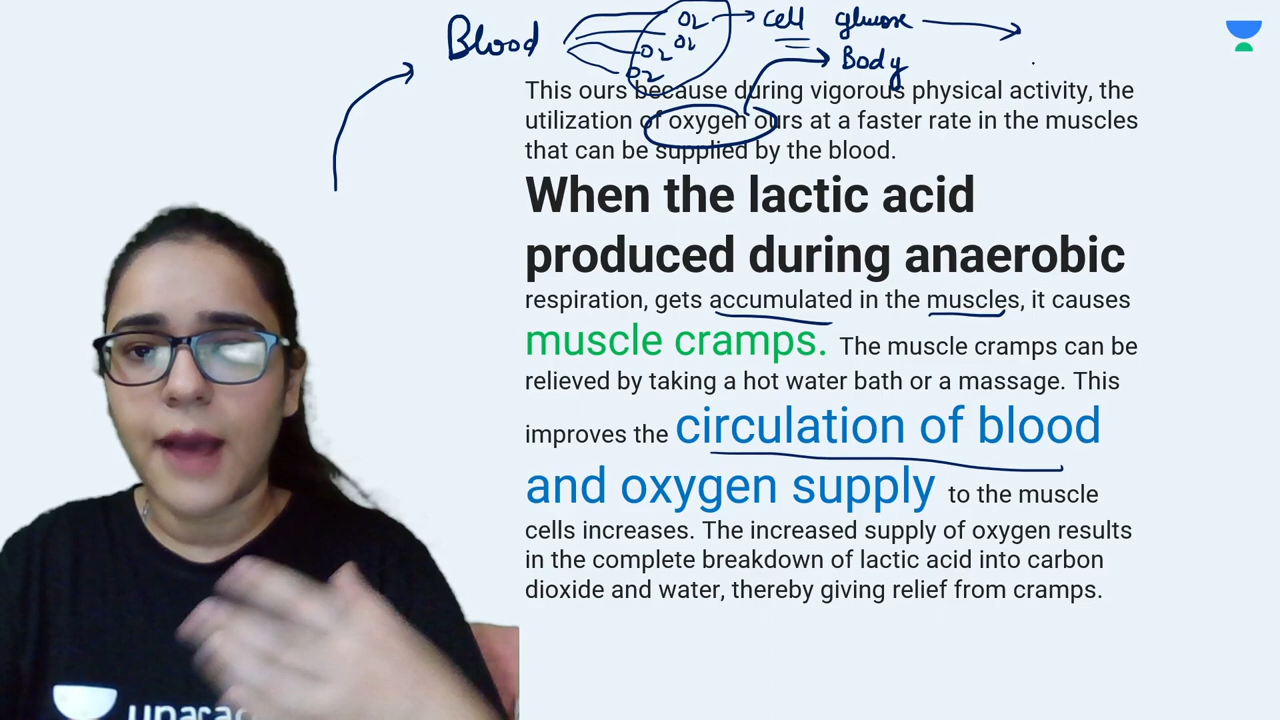 Blood O2 → cell glucose →
O2
O2 → Body
O2
This ours because during vigorous physical activity, the
utilization of oxygen ours at a faster rate in the muscles
that can be supplied by the blood.
When the lactic acid
produced during anaerobic
respiration, gets accumulated in the muscles, it causes
muscle cramps. The muscle cramps can be
relieved by taking a hot water bath or a massage. This
improves the circulation of blood
and oxygen supply to the muscle
cells increases. The increased supply of oxygen results
in the complete breakdown of lactic acid into carbon
dioxide and water, thereby giving relief from cramps.